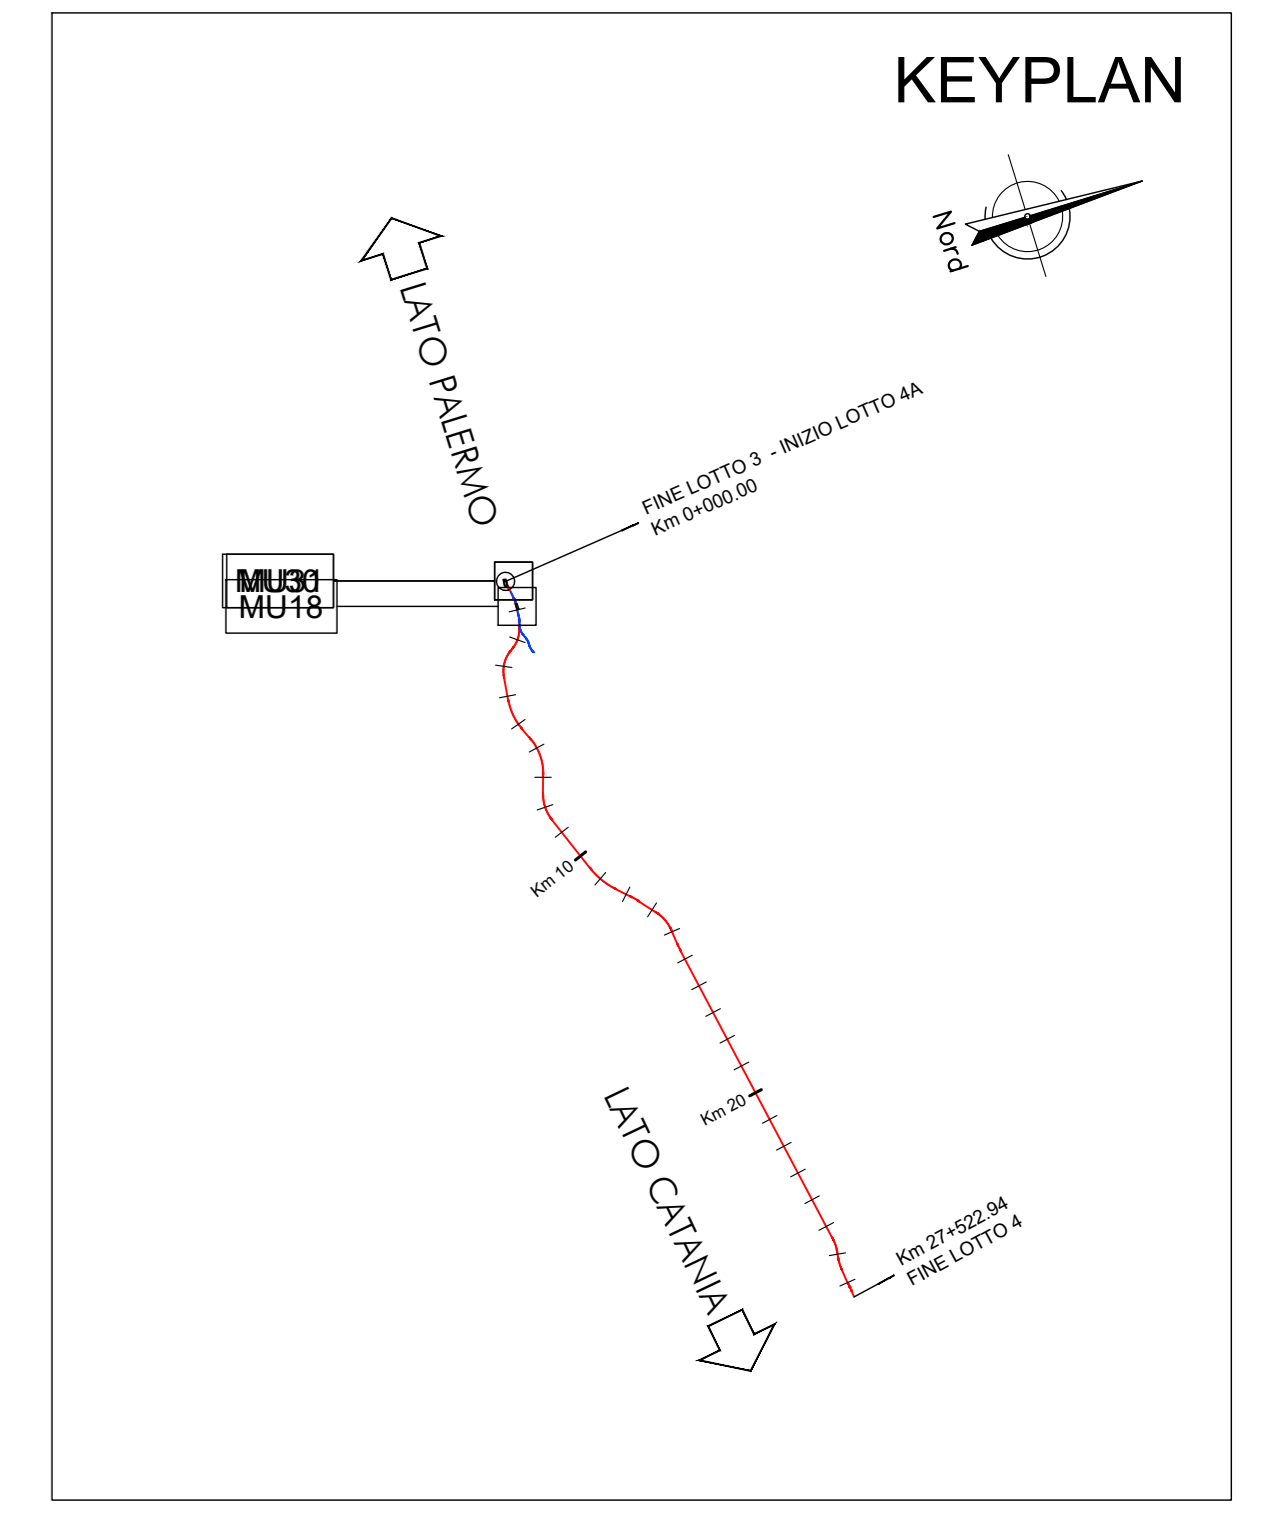 KEYPLAN
Nord
LATO PALERMO
FINE LOTTO 3 - INIZIO LOTTO 4A
Km 0+000.00
MU18
Km 10
Km 20
LATO CATANIA
Km 27+522.94
FINE LOTTO 4